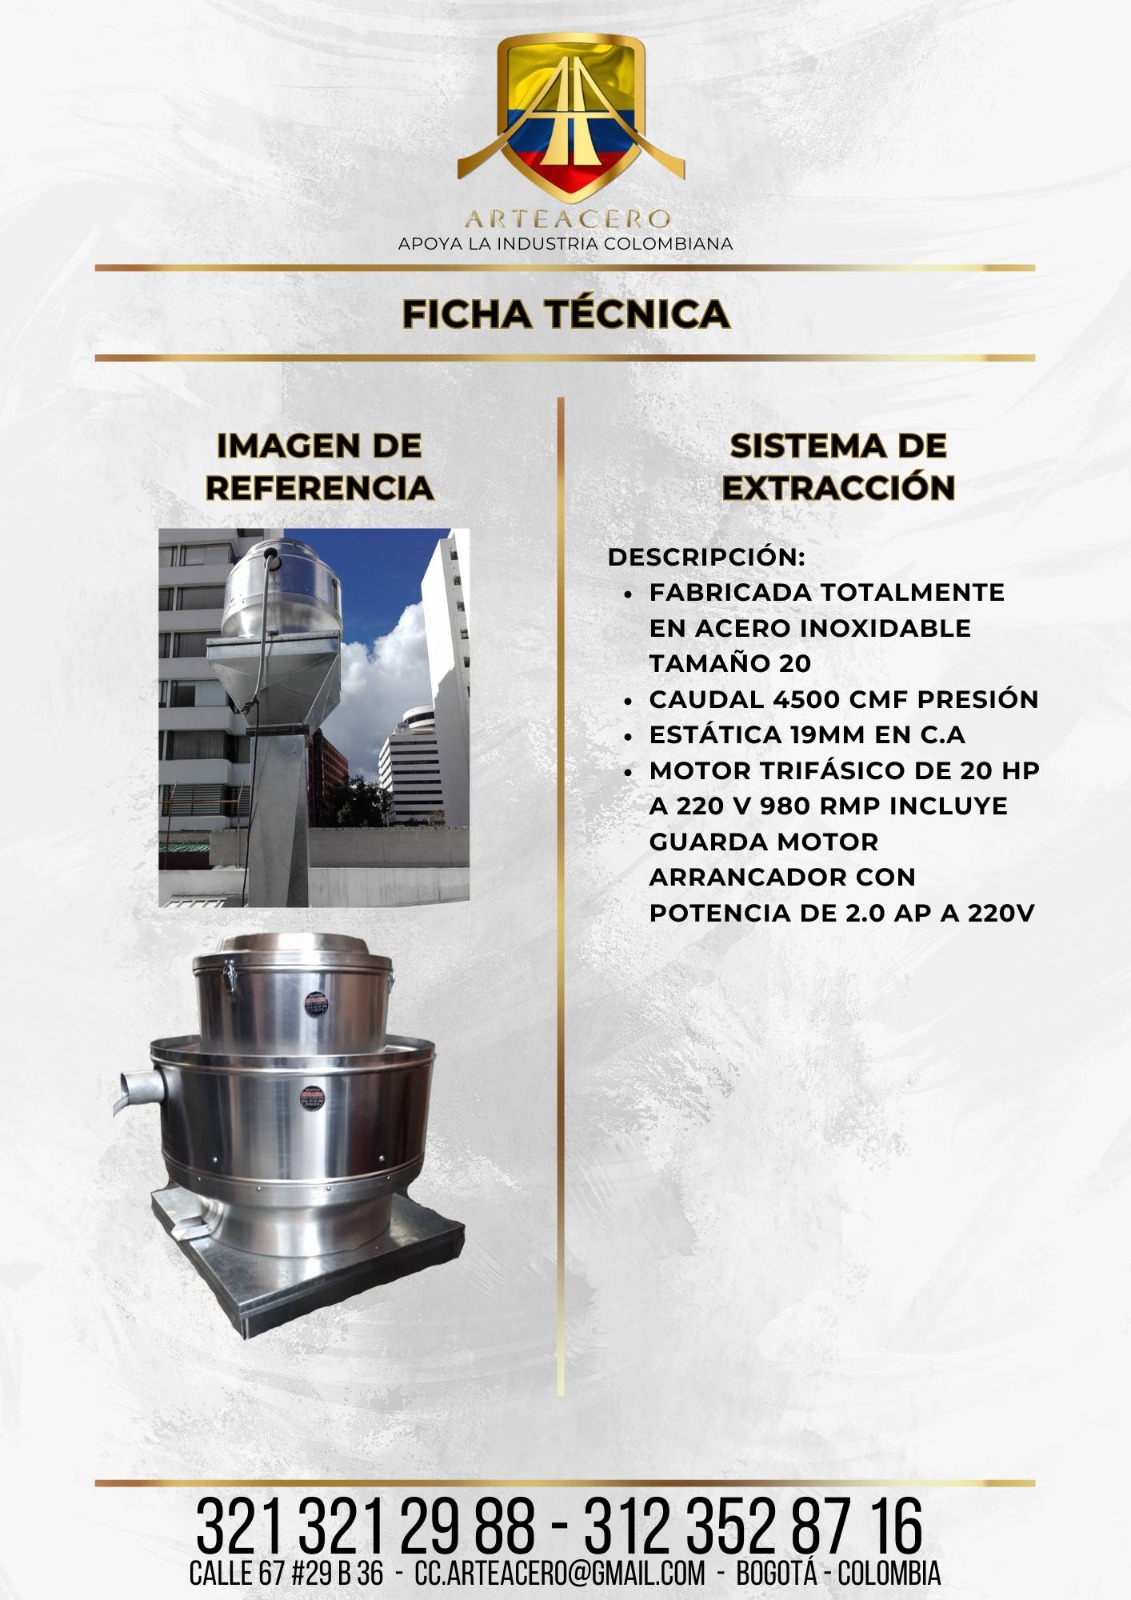 ARTEACERO
APOYA LA INDUSTRIA COLOMBIANA
FICHA TÉCNICA
IMAGEN DE
REFERENCIA
SISTEMA DE
EXTRACCIÓN
DESCRIPCIÓN:
• FABRICADA TOTALMENTE
EN ACERO INOXIDABLE
TAMAÑO 20
• CAUDAL 4500 CMF PRESIÓN
• ESTÁTICA 19MM EN C.A
• MOTOR TRIFÁSICO DE 20 HP
A 220 V 980 RMP INCLUYE
GUARDA MOTOR
ARRANCADOR CON
POTENCIA DE 2.0 AP A 220V
321 321 29 88 - 312 352 87 16
CALLE 67 #29 B 36 - CC.ARTEACERO@GMAIL.COM - BOGOTÁ - COLOMBIA